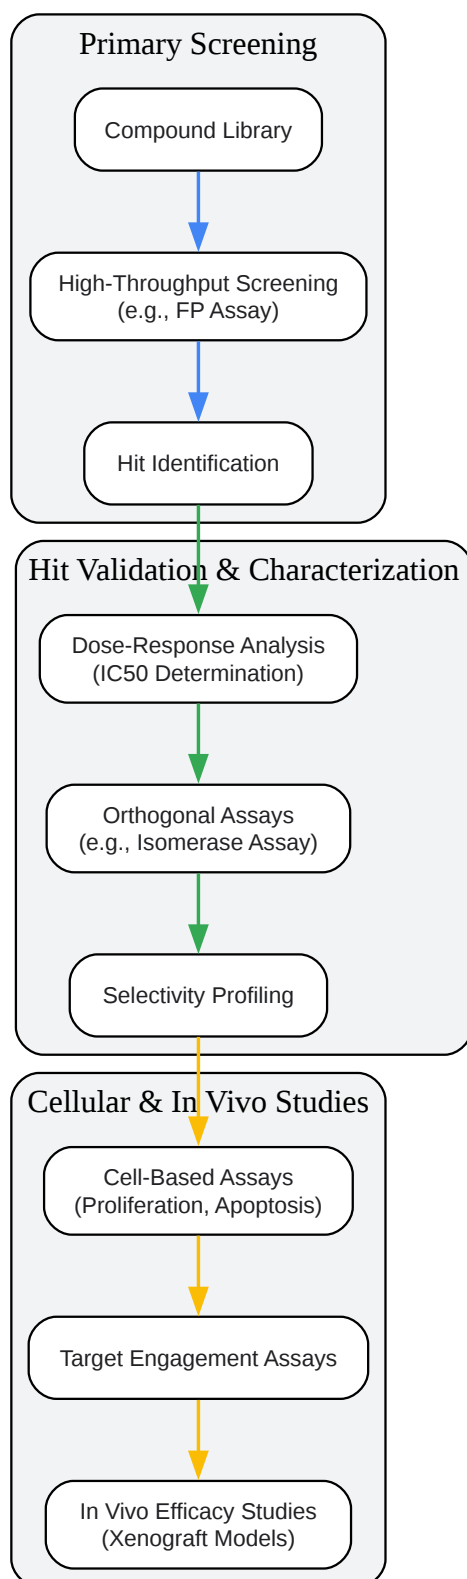 Primary Screening
Compound Library
High-Throughput Screening
(e.g., FP Assay)
Hit Identification
Hit Validation & Characterization
Dose-Response Analysis
(IC50 Determination)
Orthogonal Assays
(e.g., Isomerase Assay)
Selectivity Profiling
Cellular & In Vivo Studies
Cell-Based Assays
(Proliferation, Apoptosis)
Target Engagement Assays
In Vivo Efficacy Studies
(Xenograft Models)